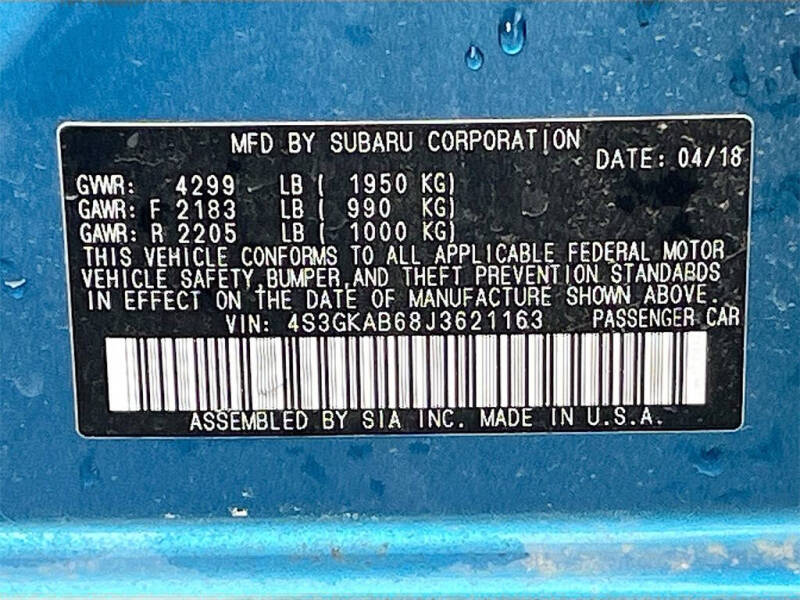 MFD BY SUBARU CORPORATION
DATE: 04/18
GVWR: 4299 LB ( 1950 KG)
GAWR: F 2183 LB ( 990 KG)
GAWR: R 2205 LB ( 1000 KG)
THIS VEHICLE CONFORMS TO ALL APPLICABLE FEDERAL MOTOR
VEHICLE SAFETY,BUMPER,AND THEFT PREVENTION STANDARDS
IN EFFECT ON THE DATE OF MANUFACTURE SHOWN ABOVE.
VIN: 4S3GKAB68J3621163 PASSENGER CAR
ASSEMBLED BY SIA INC. MADE IN U.S.A.